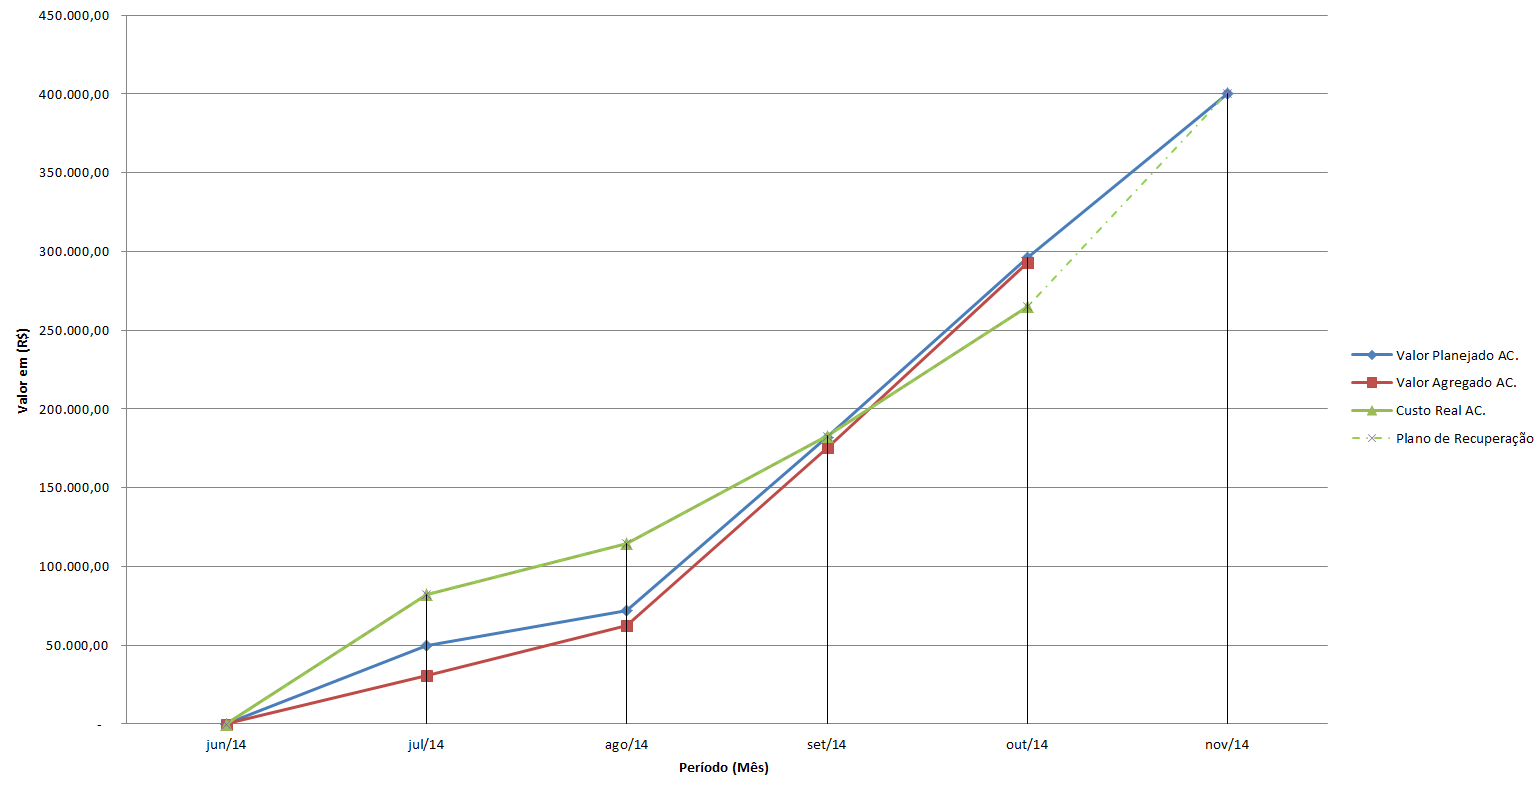 450.000,00
400.000,00
350.000,00
300.000,00
250.000,00
200.000,00
150.000,00
100.000,00
50.000,00
-
Valor em (R$)
jun/14 jul/14 ago/14 set/14 out/14 nov/14
Período (Mês)
Valor Planejado AC.
Valor Agregado AC.
Custo Real AC.
Plano de Recuperação